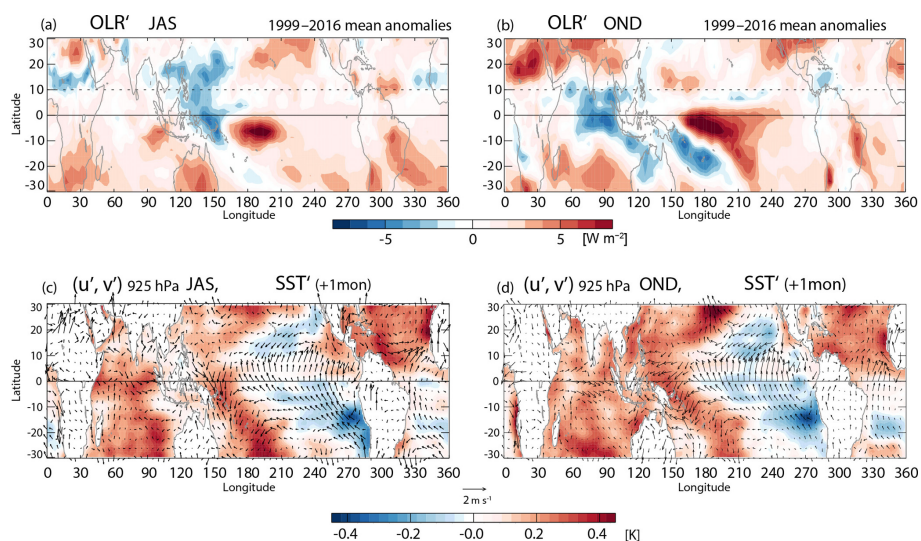 (a) OLR‘ JAS 1999–2016 mean anomalies
(b) OLR‘ OND 1999–2016 mean anomalies
Latitude
30
20
10
0
-10
-20
-30
0 30 60 90 120 150 180 210 240 270 300 330 360
Longitude
30
20
10
0
-10
-20
-30
0 30 60 90 120 150 180 210 240 270 300 330 360
Longitude
-5 0 5 [W m⁻²]
(c) (u‘, v‘) 925 hPa JAS, SST‘ (+1mon)
(d) (u‘, v‘) 925 hPa OND, SST‘ (+1mon)
Latitude
30
20
10
0
-10
-20
-30
0 30 60 90 120 150 180 210 240 270 300 330 360
Longitude
30
20
10
0
-10
-20
-30
0 30 60 90 120 150 180 210 240 270 300 330 360
Longitude
2 m s⁻¹
-0.4 -0.2 -0.0 0.2 0.4 [K]